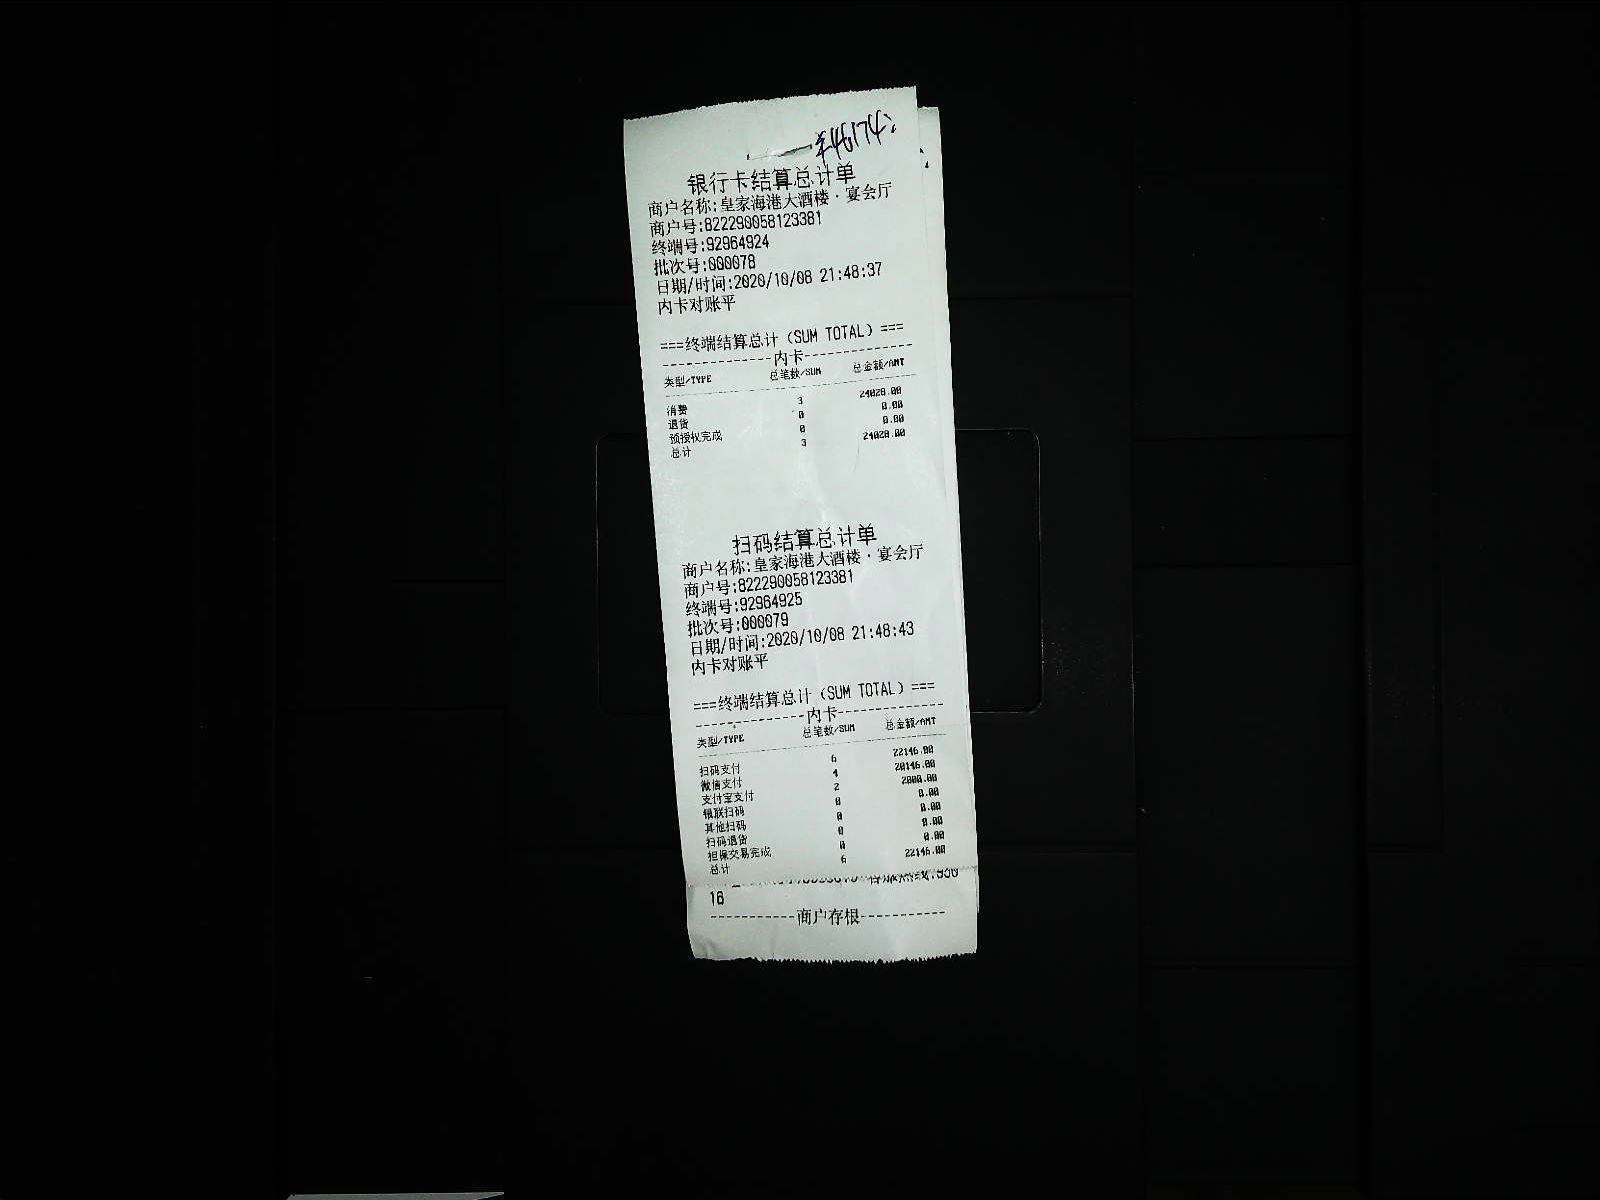 ¥46174:
银行卡结算总计单
商户名称:皇家海港大酒楼·宴会厅
商户号:822290058123381
终端号:92964924
批次号:000078
日期/时间:2020/10/08 21:48:37
内卡对账平
===终端结算总计（SUM TOTAL）===
-----------内卡-----------
类型/TYPE 总笔数/SUM 总金额/AMT
消费 3 24028.00
退货 0 0.00
预授权完成 0 0.00
总计 3 24028.00
扫码结算总计单
商户名称:皇家海港大酒楼·宴会厅
商户号:822290058123381
终端号:92964925
批次号:000079
日期/时间:2020/10/08 21:48:43
内卡对账平
===终端结算总计（SUM TOTAL）===
-----------内卡-----------
类型/TYPE 总笔数/SUM 总金额/AMT
扫码支付 6 22146.00
微信支付 4 20146.00
支付宝支付 2 2000.00
银联扫码 0 0.00
其他扫码 0 0.00
扫码退货 0 0.00
担保交易完成 0 0.00
总计 6 22146.00
16
-----------商户存根-----------